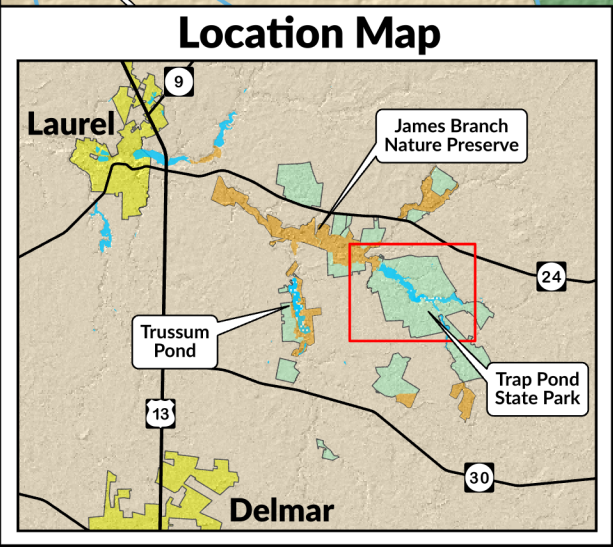 Location Map
9
Laurel
James Branch
Nature Preserve
24
Trussum
Pond
Trap Pond
State Park
13
30
Delmar